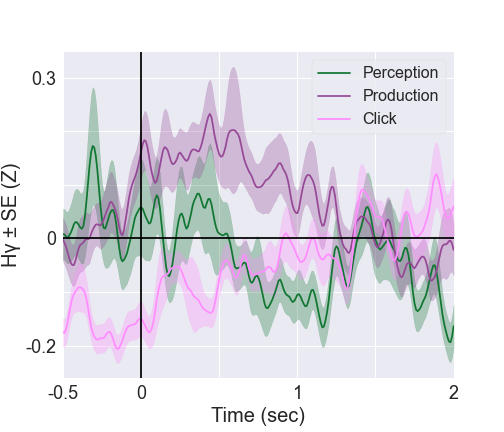 Hγ ± SE (Z)
0.3
0
-0.2
Perception
Production
Click
-0.5 0 1 2
Time (sec)